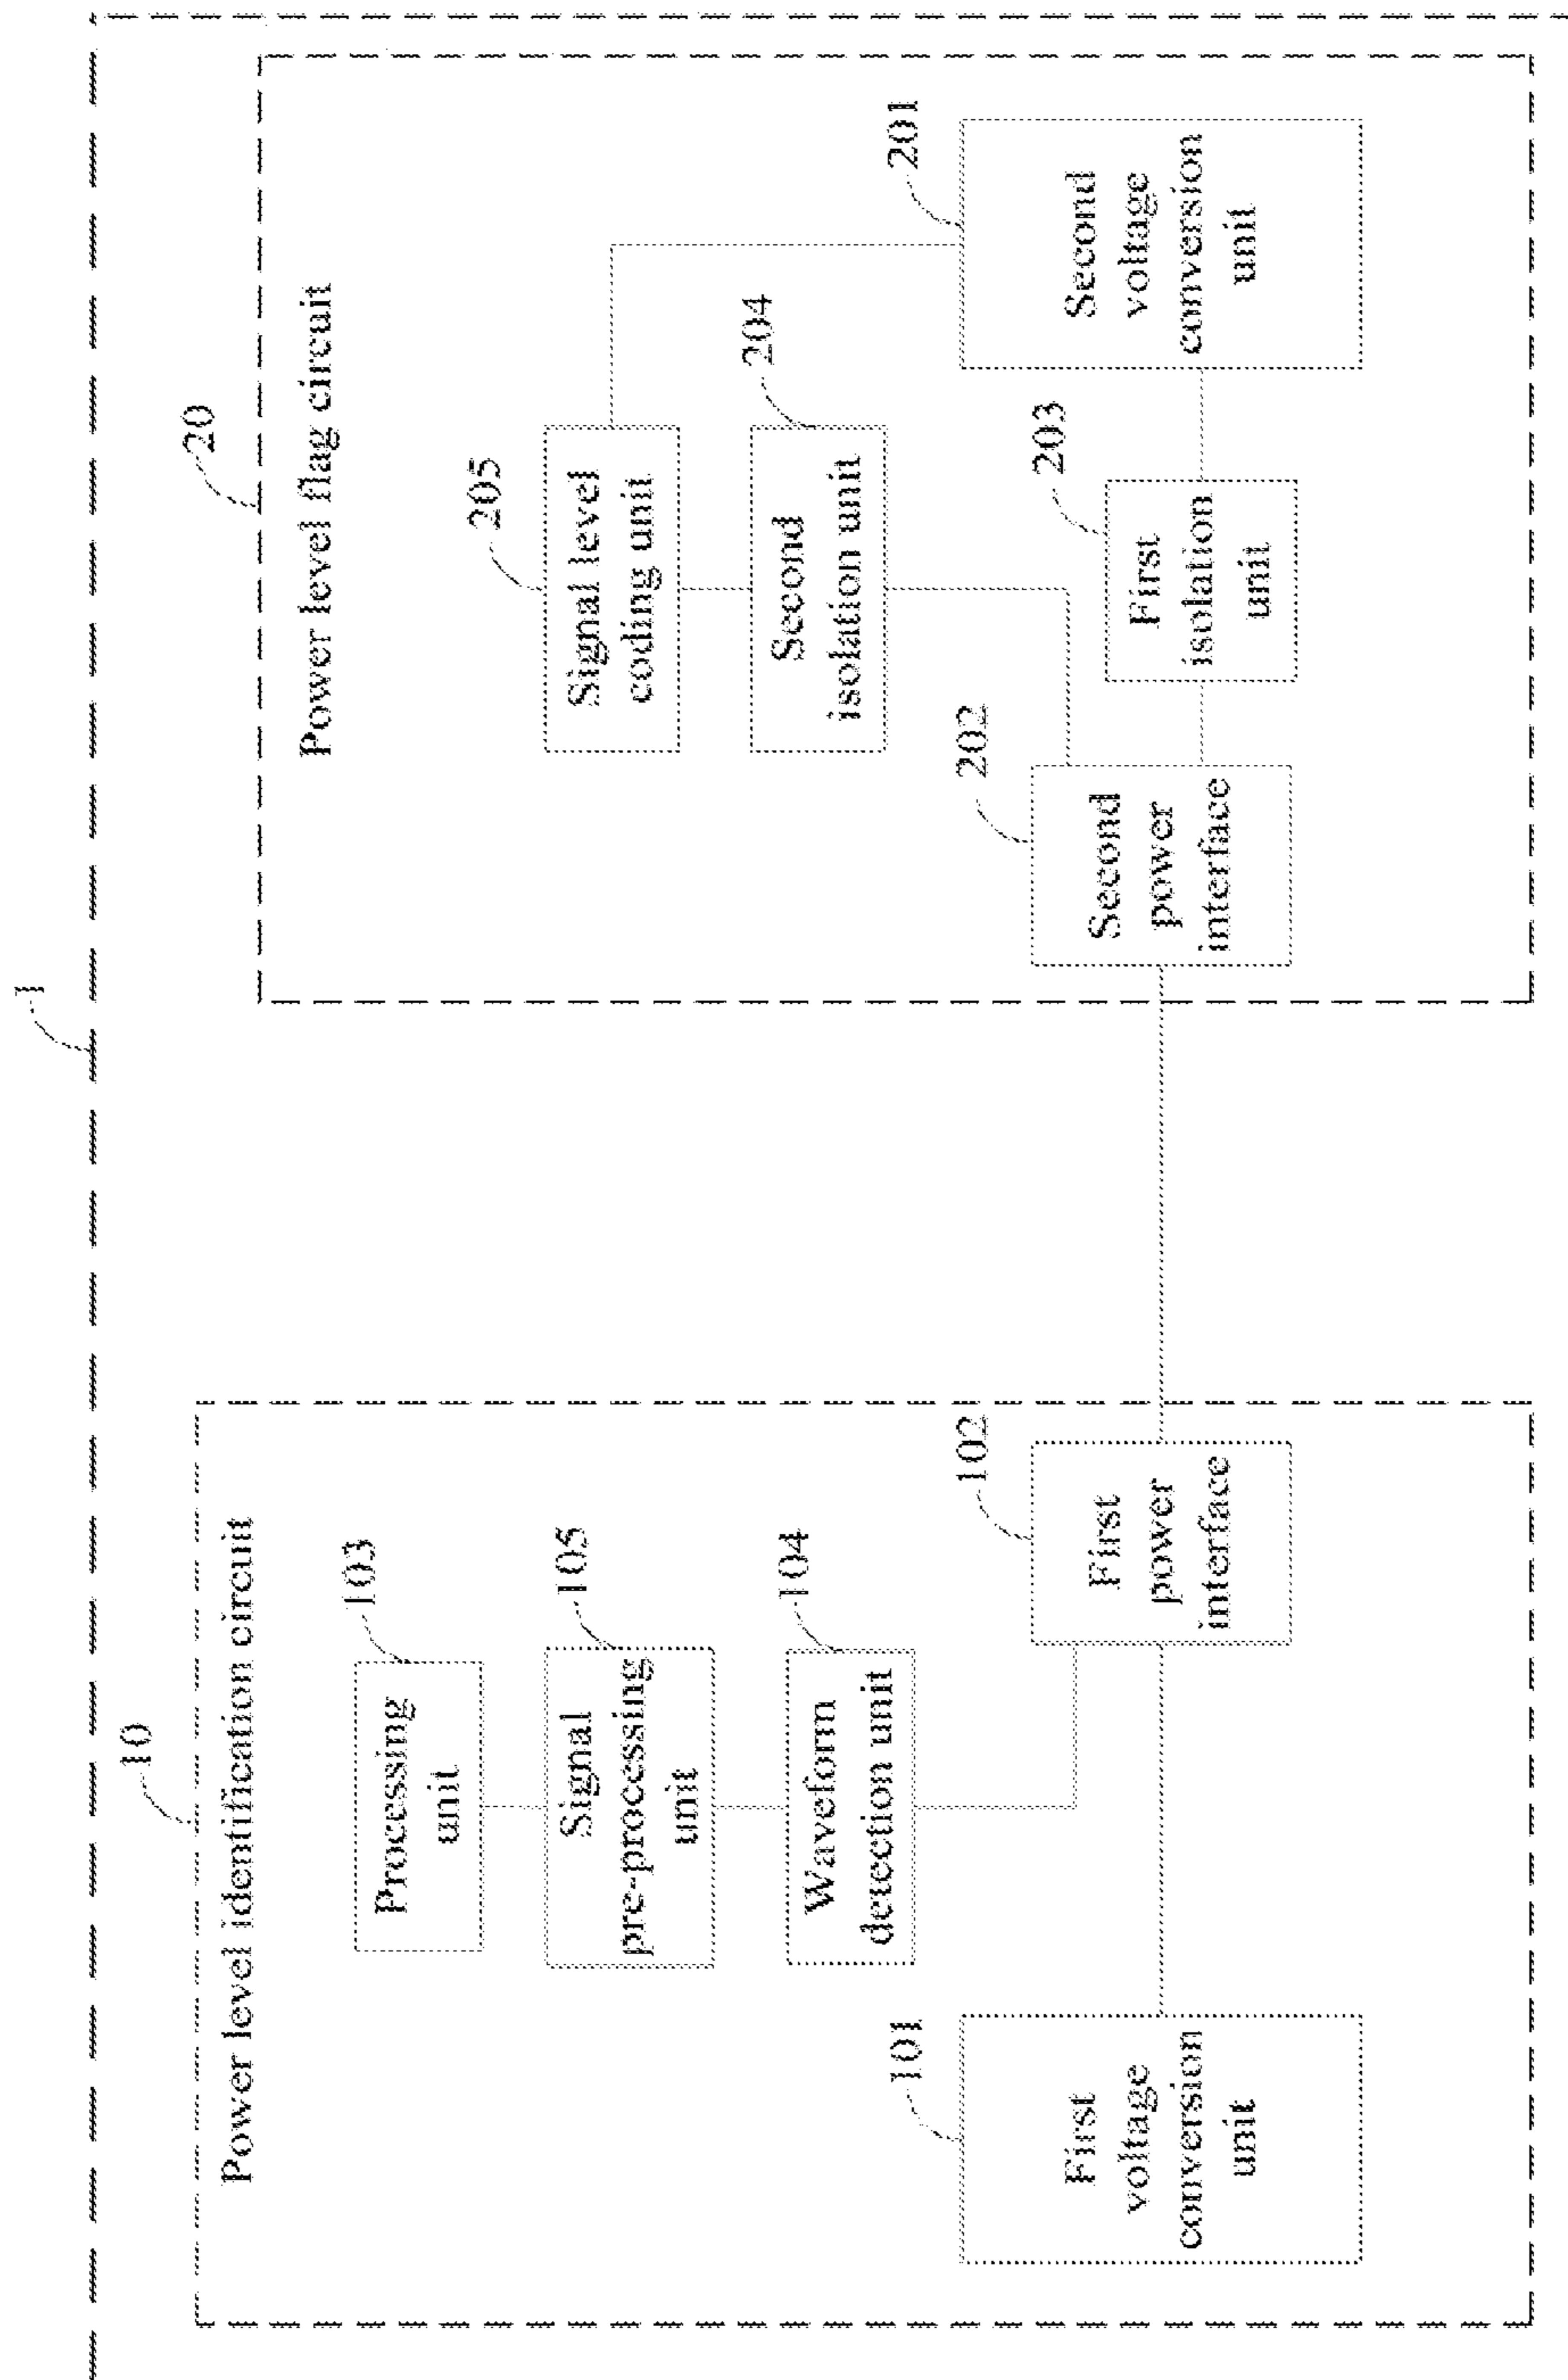 1
10
Power level identification circuit
103
Processing
unit
105
Signal
pre-processing
unit
104
Waveform
detection unit
101
First
voltage
conversion
unit
102
First
power
interface
20
Power level flag circuit
205
Signal level
coding unit
204
Second
isolation unit
202
Second
power
interface
203
First
isolation
unit
201
Second
voltage
conversion
unit